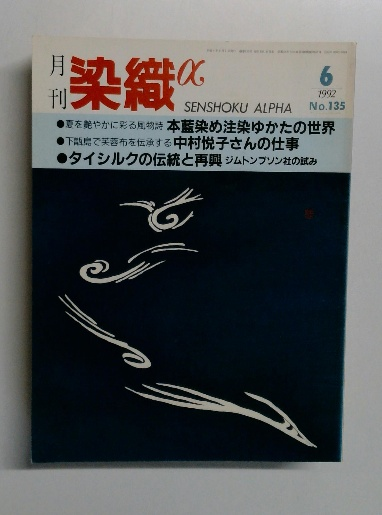 月刊
染織α
SENSHOKU ALPHA
6
1992
No.135
●夏を艶やかに彩る風物詩 本藍染め注染ゆかたの世界
●下甑島で芙蓉布を伝承する 中村悦子さんの仕事
●タイシルクの伝統と再興 ジムトンプソン社の試み